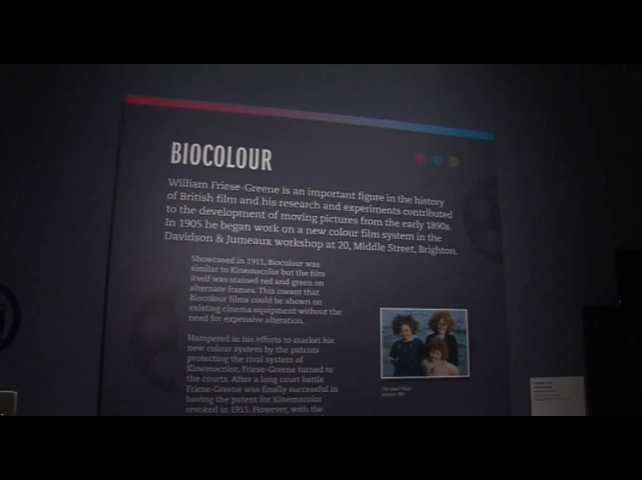 BIOCOLOUR
William Friese-Greene is an important figure in the history
of British film and his research and experiments contributed
to the development of moving pictures from the early 1890s.
In 1905 he began work on a new colour film system in the
Davidson & Jumeaux workshop at 20, Middle Street, Brighton.
Showcased in 1911, Biocolour was
similar to Kinemacolor but the film
itself was stained red and green on
alternate frames. This meant that
Biocolour films could be shown on
existing cinema equipment without the
need for expensive alteration.
Hampered in his efforts to market his
new colour system by the patents
protecting the rival system of
Kinemacolor, Friese-Greene turned to
the courts. After a long court battle
Friese-Greene was finally successful in
having the patent for Kinemacolor
revoked in 1915. However, with the